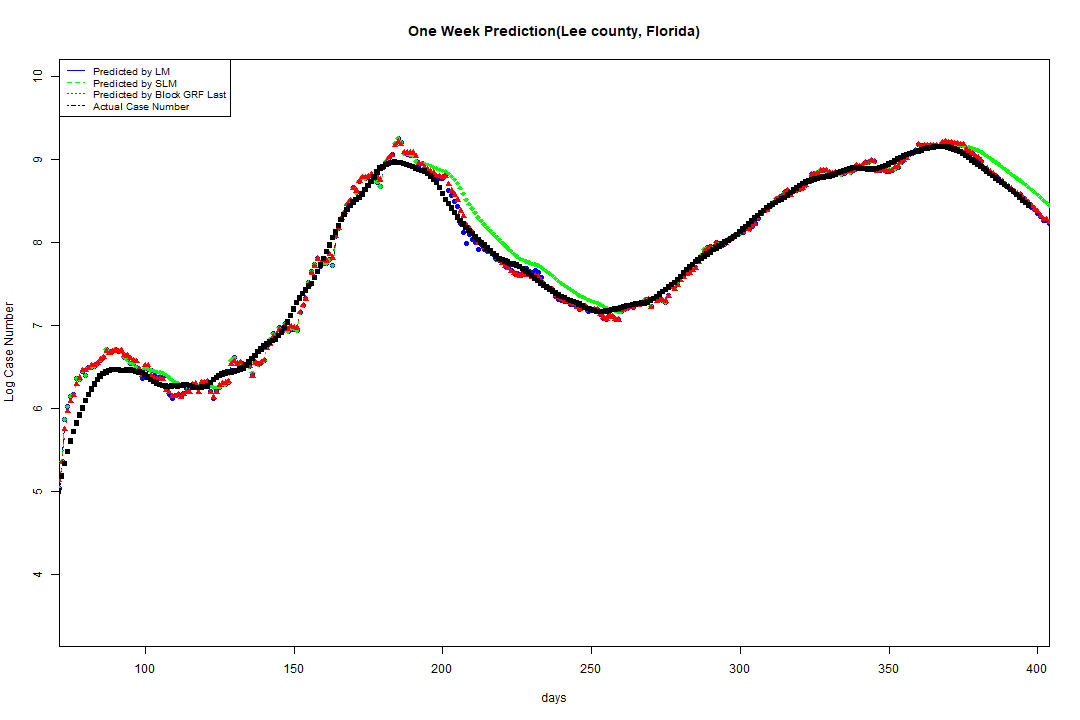 One Week Prediction(Lee county, Florida)
Predicted by LM
Predicted by SLM
Predicted by Block GRF Last
Actual Case Number
10
9
8
7
6
5
4
Log Case Number
100 150 200 250 300 350 400
days